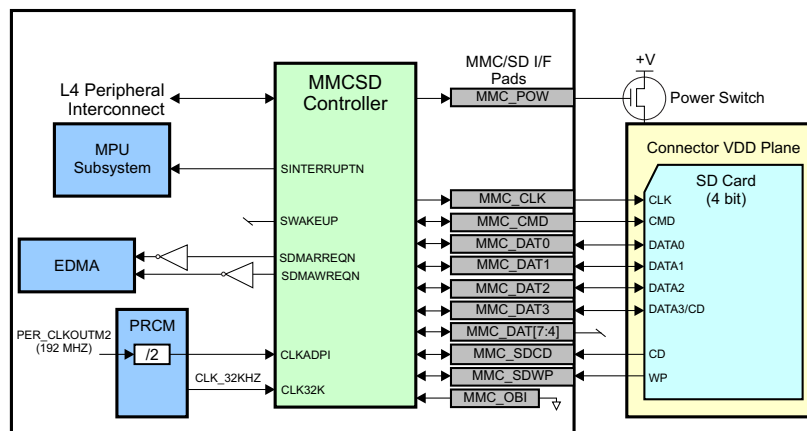 MMC/SD I/F
Pads
+V
L4 Peripheral
Interconnect
MMCSD
Controller
MMC_POW
Power Switch
MPU
Subsystem
SINTERRUPTN
Connector VDD Plane
SD Card
(4 bit)
MMC_CLK
CLK
SWAKEUP
MMC_CMD
CMD
EDMA
SDMARREQN
SDMAWREQN
MMC_DAT0
DATA0
MMC_DAT1
DATA1
MMC_DAT2
DATA2
MMC_DAT3
DATA3/CD
PRCM
PER_CLKOUTM2
(192 MHZ)
/2
MMC_DAT[7:4]
CLKADPI
MMC_SDCD
CD
CLK_32KHZ
CLK32K
MMC_SDWP
WP
MMC_OBI